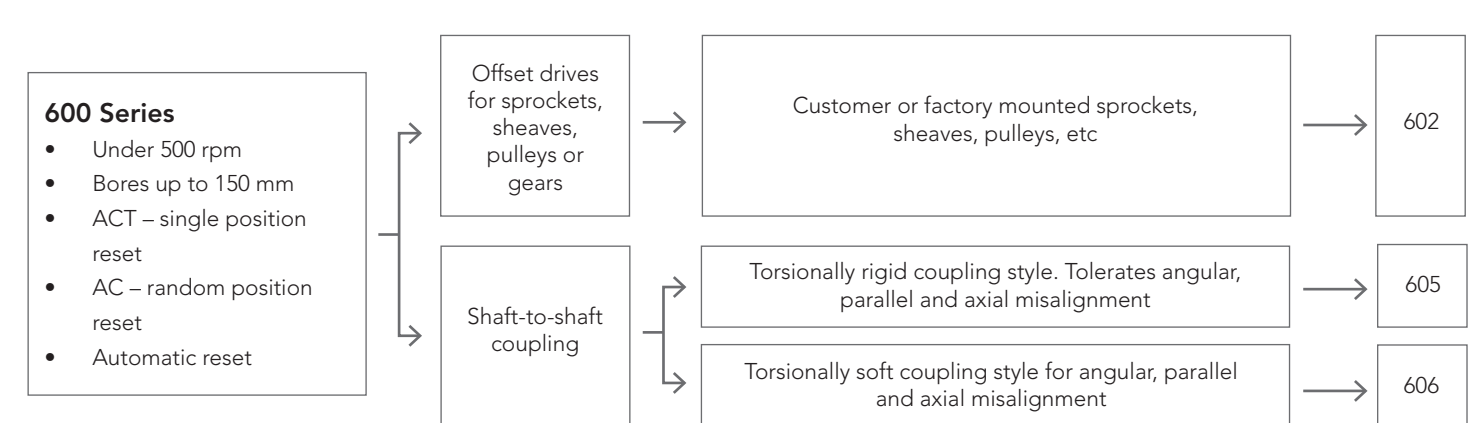 600 Series
• Under 500 rpm
• Bores up to 150 mm
• ACT – single position
reset
• AC – random position
reset
• Automatic reset
Offset drives
for sprockets,
sheaves,
pulleys or
gears
Customer or factory mounted sprockets,
sheaves, pulleys, etc
602
Shaft-to-shaft
coupling
Torsionally rigid coupling style. Tolerates angular,
parallel and axial misalignment
605
Torsionally soft coupling style for angular, parallel
and axial misalignment
606